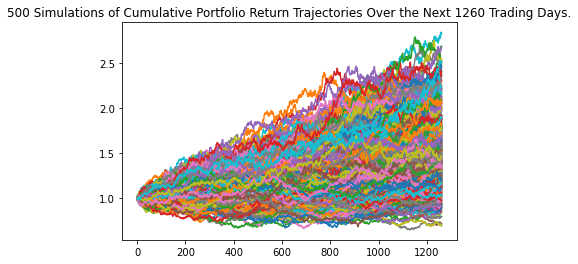 500 Simulations of Cumulative Portfolio Return Trajectories Over the Next 1260 Trading Days.
2.5
2.0
1.5
1.0
0 200 400 600 800 1000 1200